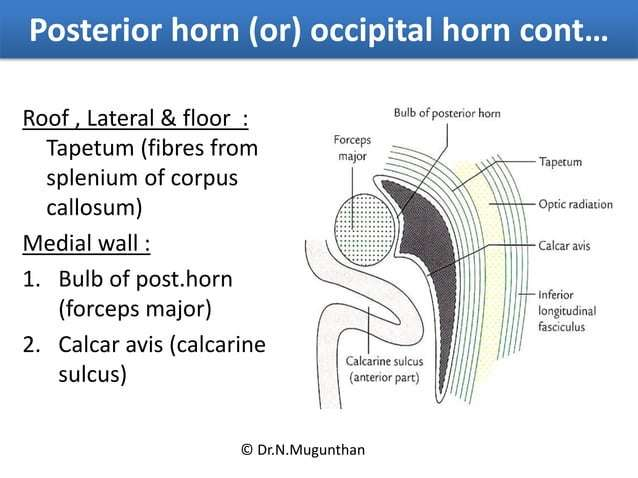 Posterior horn (or) occipital horn cont…
Roof , Lateral & floor :
Tapetum (fibres from
splenium of corpus
callosum)
Medial wall :
1. Bulb of post.horn
(forceps major)
2. Calcar avis (calcarine
sulcus)
Bulb of posterior horn
Forceps
major
Tapetum
Optic radiation
Calcar avis
Inferior
longitudinal
fasciculus
Calcarine sulcus
(anterior part)
© Dr.N.Mugunthan